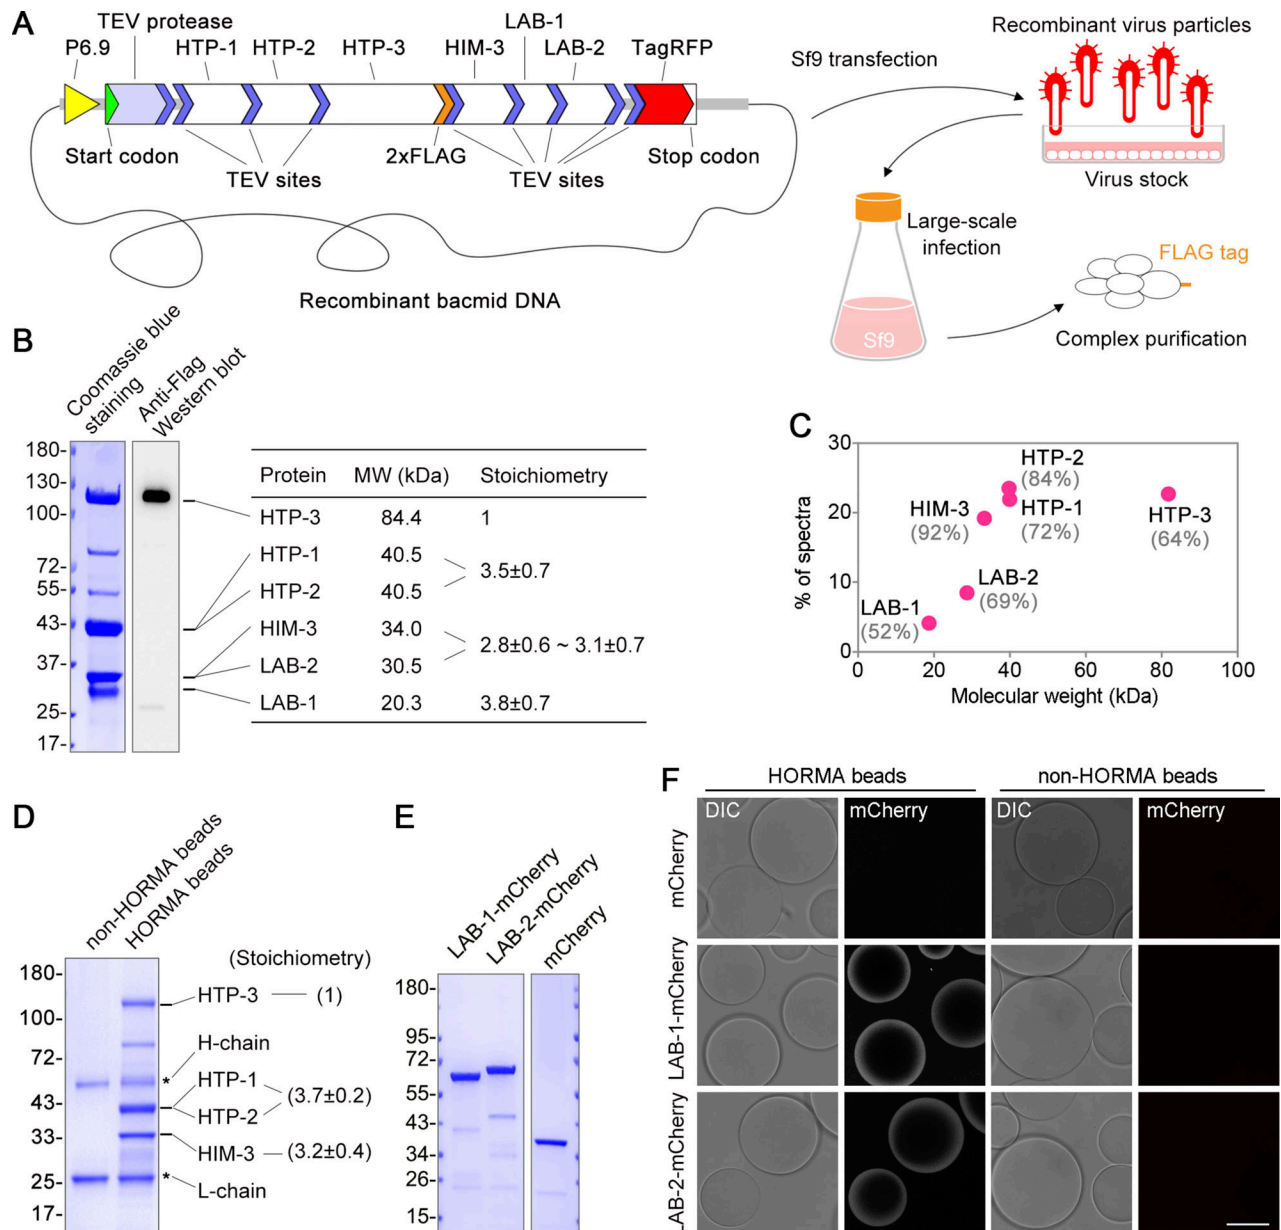 A
TEV protease
LAB-1
P6.9
HTP-1
HTP-2
HTP-3
HIM-3
LAB-2
TagRFP
Start codon
2xFLAG
Stop codon
TEV sites
TEV sites
Recombinant bacmid DNA
Sf9 transfection
Recombinant virus particles
Virus stock
Large-scale
infection
Sf9
FLAG tag
Complex purification
B
Coomassie blue
staining
Anti-Flag
Western blot
180-
130-
100-
72-
55-
43-
37-
25-
17-
Protein MW (kDa) Stoichiometry
HTP-3 84.4 1
HTP-1 40.5
3.5±0.7
HTP-2 40.5
HIM-3 34.0
2.8±0.6 ~ 3.1±0.7
LAB-2 30.5
LAB-1 20.3 3.8±0.7
C
% of spectra
30
20
10
0
0 20 40 60 80 100
Molecular weight (kDa)
HTP-2
(84%)
HIM-3
(92%)
HTP-1
(72%)
HTP-3
(64%)
LAB-2
(69%)
LAB-1
(52%)
D
non-HORMA beads
HORMA beads
(Stoichiometry)
180-
100-
72-
43-
33-
25-
17-
HTP-3 (1)
H-chain
*
HTP-1
(3.7±0.2)
HTP-2
HIM-3 (3.2±0.4)
*
L-chain
E
LAB-1-mCherry
LAB-2-mCherry
mCherry
180-
95-
72-
55-
43-
34-
26-
15-
F
HORMA beads
non-HORMA beads
DIC
mCherry
DIC
mCherry
mCherry
LAB-1-mCherry
LAB-2-mCherry